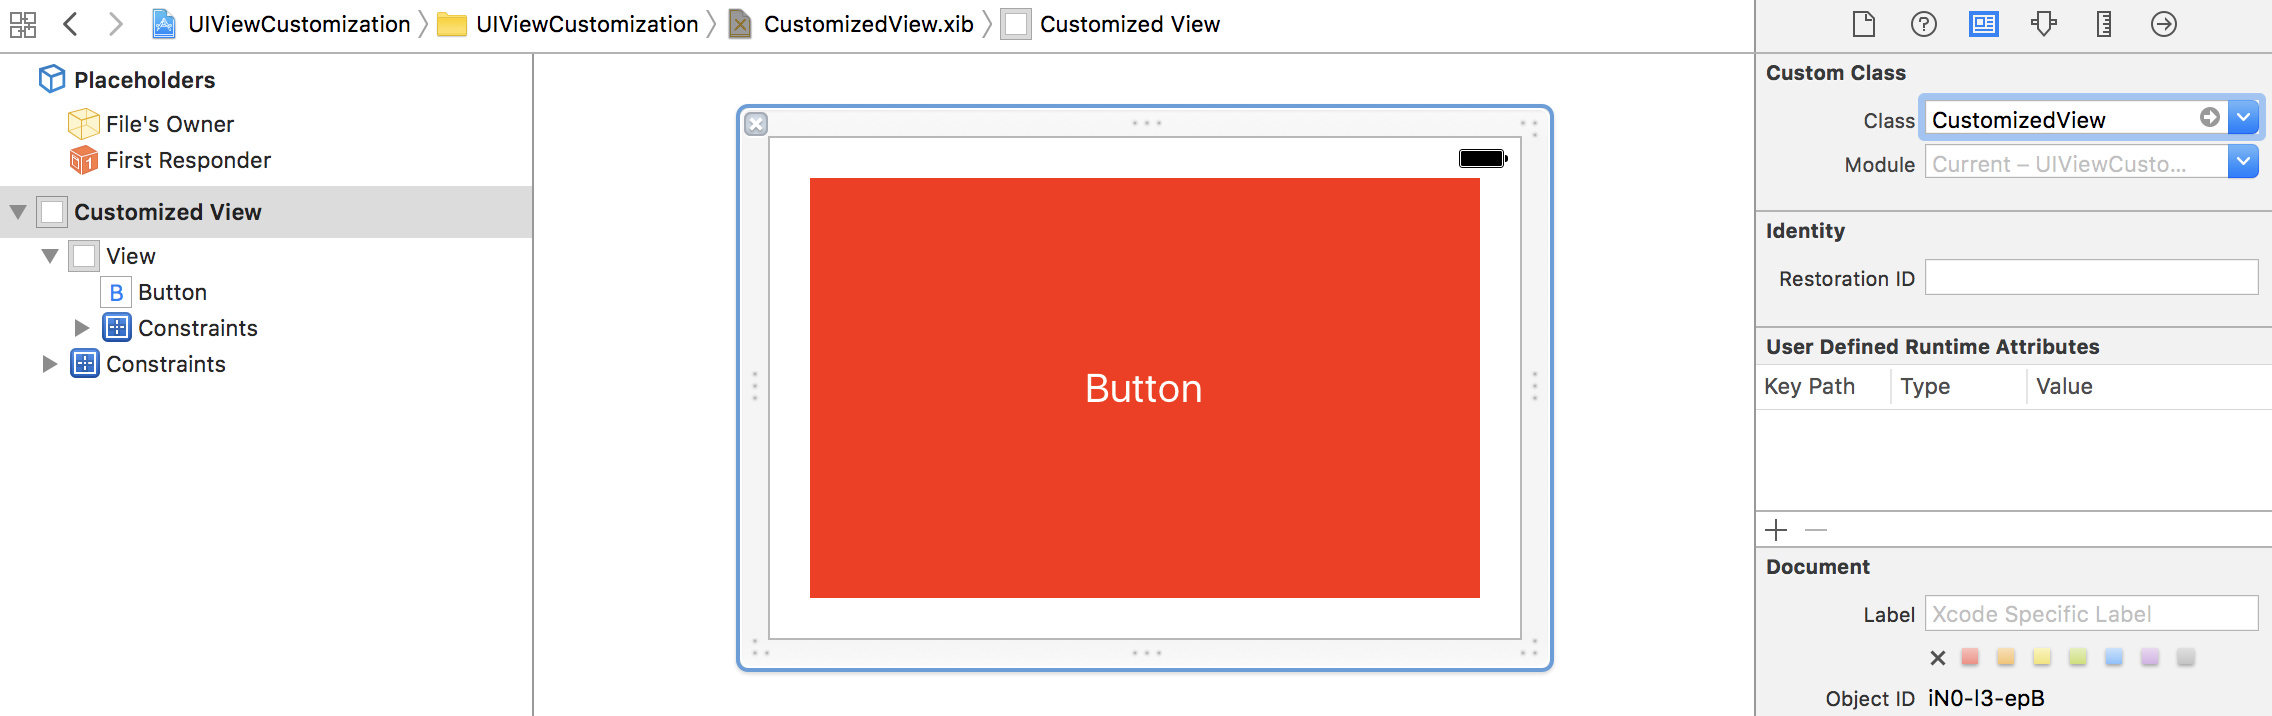 UIViewCustomization UIViewCustomization CustomizedView.xib Customized View
Placeholders
File's Owner
First Responder
Customized View
View
B Button
Constraints
Constraints
Button
Custom Class
Class CustomizedView
Module Current – UIViewCusto...
Identity
Restoration ID
User Defined Runtime Attributes
Key Path Type Value
Document
Label Xcode Specific Label
Object ID iN0-l3-epB